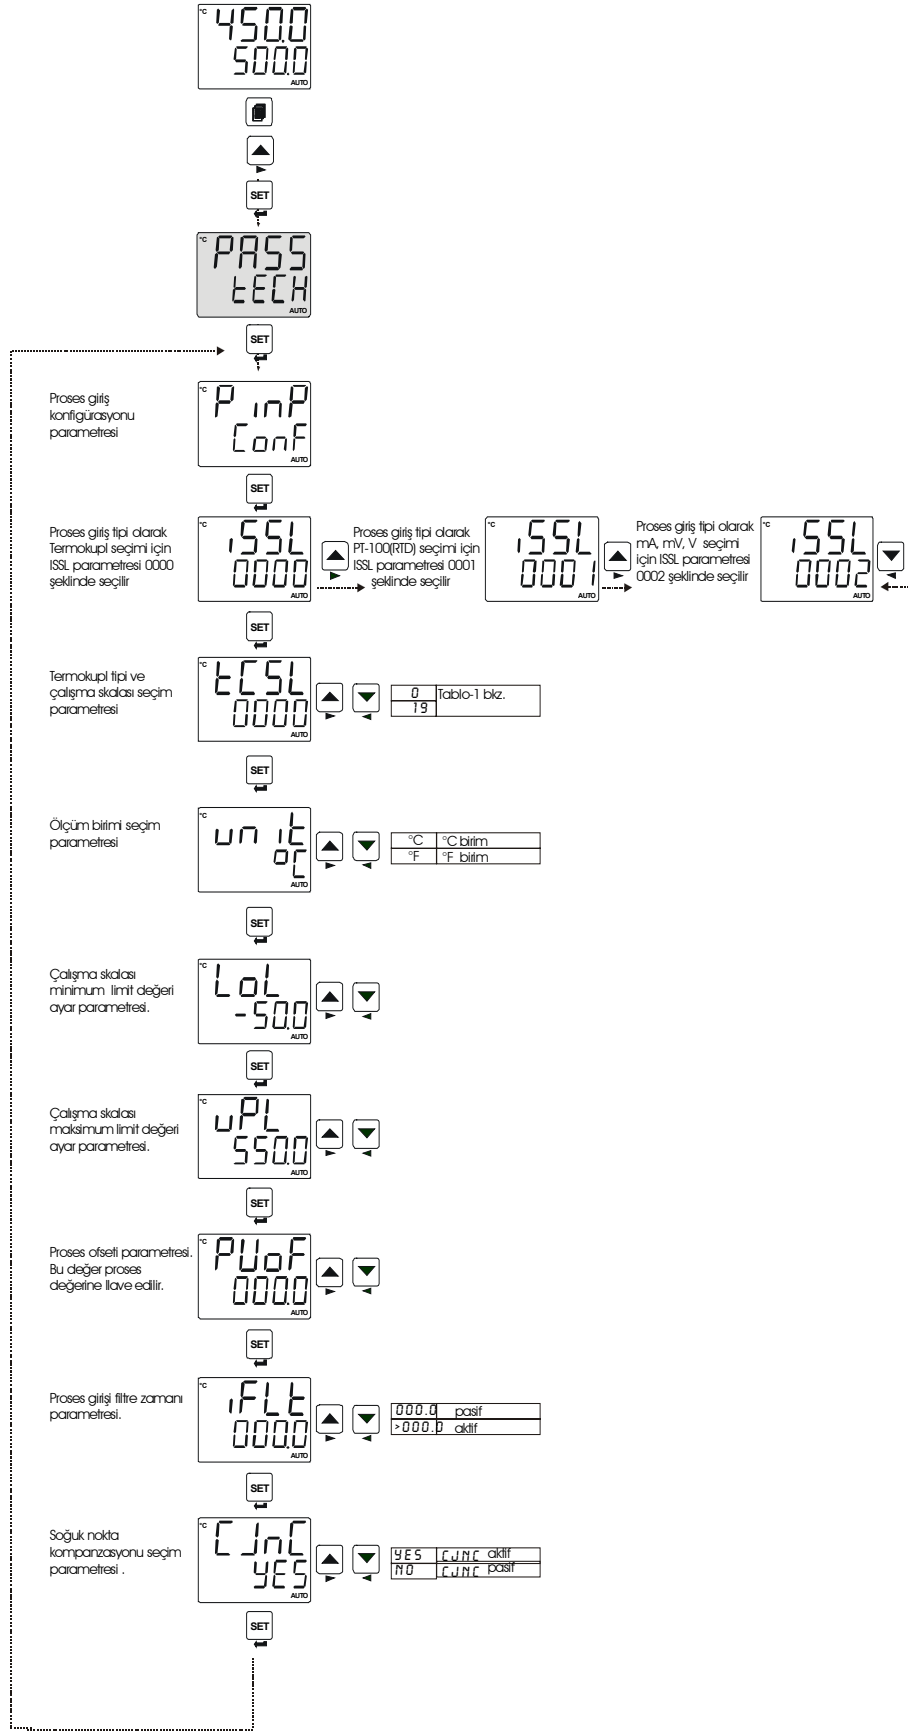 °C
450.0
500.0
AUTO
SET
°C
PASS
tECH
AUTO
SET
Proses giriş
konfigürasyonu
parametresi
°C
P inP
ConF
AUTO
SET
Proses giriş tipi olarak
Termokupl seçimi için
ISSL parametresi 0000
şeklinde seçilir
°C
iSSL
0000
AUTO
Proses giriş tipi olarak
PT-100(RTD) seçimi için
ISSL parametresi 0001
şeklinde seçilir
°C
iSSL
0001
AUTO
Proses giriş tipi olarak
mA, mV, V seçimi
için ISSL parametresi
0002 şeklinde seçilir
°C
iSSL
0002
AUTO
SET
Termokupl tipi ve
çalışma skalası seçim
parametresi
°C
tCSL
0000
AUTO
0 Tablo-1 bkz.
19
SET
Ölçüm birimi seçim
parametresi
°C
unit
°C
AUTO
°C °C birim
°F °F birim
SET
Çalışma skalası
minimum limit değeri
ayar parametresi.
°C
LoL
-50.0
AUTO
SET
Çalışma skalası
maksimum limit değeri
ayar parametresi.
°C
uPL
550.0
AUTO
SET
Proses ofseti parametresi.
Bu değer proses
değerine ilave edilir.
°C
PUoF
000.0
AUTO
SET
Proses girişi filtre zamanı
parametresi.
°C
iFLt
000.0
AUTO
000.0 pasif
>000.0 aktif
SET
Soğuk nokta
kompanzasyonu seçim
parametresi .
°C
CJnC
YES
AUTO
YES CJNC aktif
NO CJNC pasif
SET